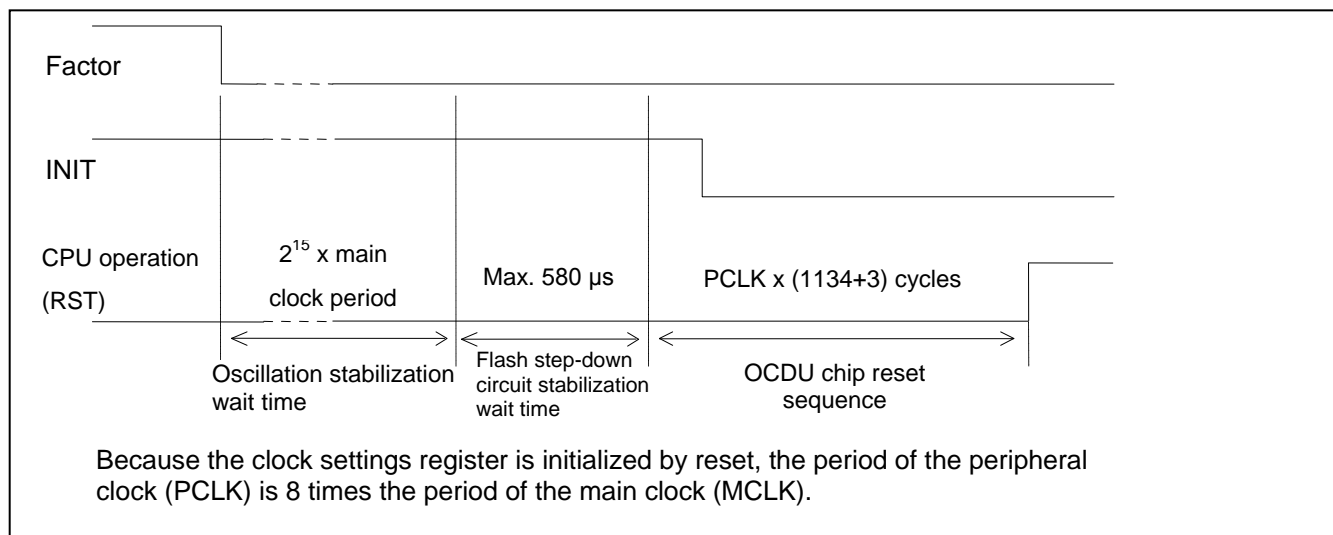 Factor
INIT
CPU operation
(RST)
2¹⁵ x main
clock period
Max. 580 µs
PCLK x (1134+3) cycles
Oscillation stabilization
wait time
Flash step-down
circuit stabilization
wait time
OCDU chip reset
sequence
Because the clock settings register is initialized by reset, the period of the peripheral
clock (PCLK) is 8 times the period of the main clock (MCLK).